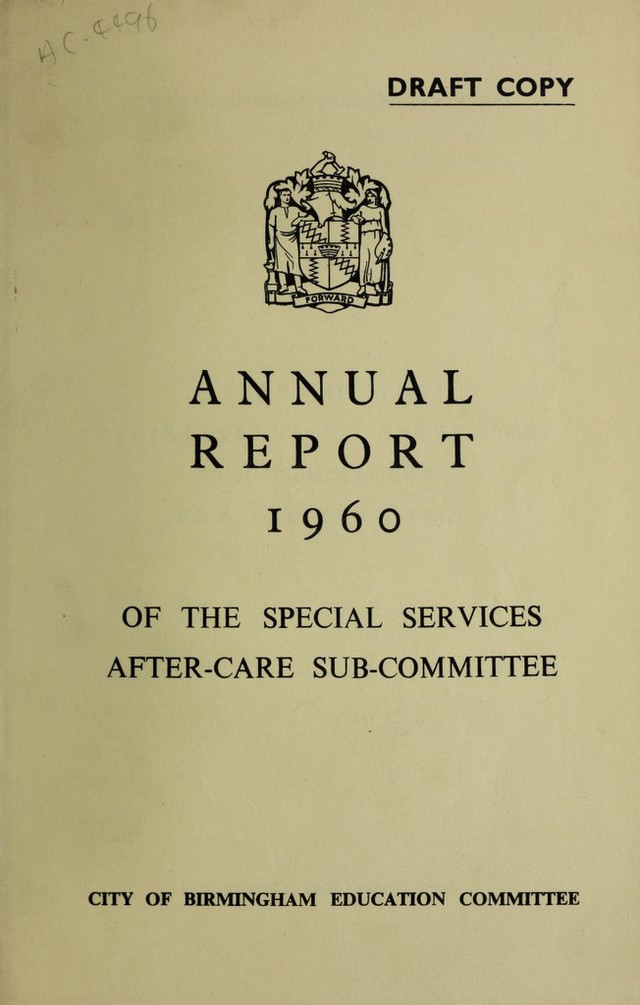 AC. 4496
DRAFT COPY
FORWARD
ANNUAL
REPORT
1960
OF THE SPECIAL SERVICES
AFTER-CARE SUB-COMMITTEE
CITY OF BIRMINGHAM EDUCATION COMMITTEE